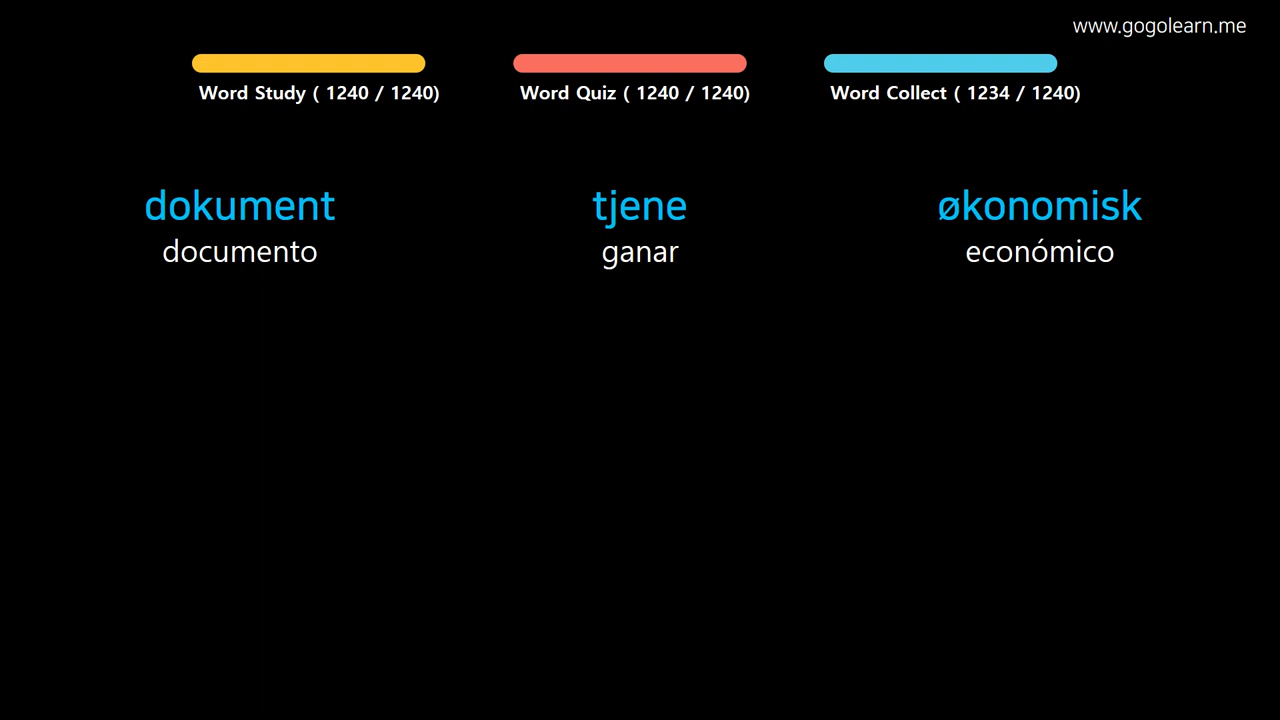 www.gogolearn.me
Word Study ( 1240 / 1240)
Word Quiz ( 1240 / 1240)
Word Collect ( 1234 / 1240)
dokument
documento
tjene
ganar
økonomisk
económico